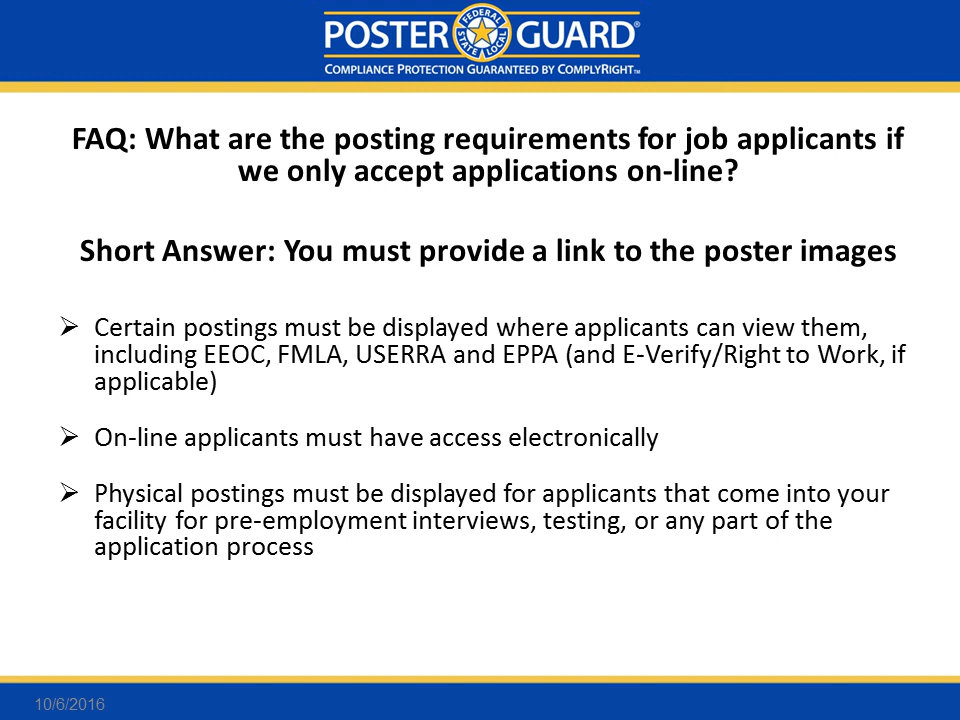 POSTER GUARD®
FEDERAL STATE LOCAL
COMPLIANCE PROTECTION GUARANTEED BY COMPLYRIGHT™
FAQ: What are the posting requirements for job applicants if
we only accept applications on-line?
Short Answer: You must provide a link to the poster images
➢ Certain postings must be displayed where applicants can view them,
including EEOC, FMLA, USERRA and EPPA (and E-Verify/Right to Work, if
applicable)
➢ On-line applicants must have access electronically
➢ Physical postings must be displayed for applicants that come into your
facility for pre-employment interviews, testing, or any part of the
application process
10/6/2016